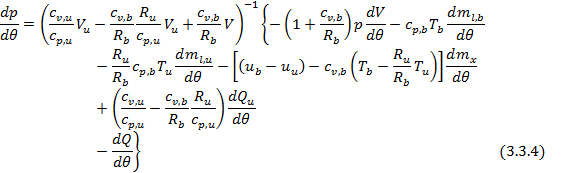 dp/dθ = (c_{v,u}/c_{p,u} V_u − c_{v,b}/R_b R_u/c_{p,u} V_u + c_{v,b}/R_b V)^{−1} {−(1 + c_{v,b}/R_b) p dV/dθ − c_{p,b} T_b dm_{l,b}/dθ
− R_u/R_b c_{p,b} T_u dm_{l,u}/dθ − [(u_b − u_u) − c_{v,b} (T_b − R_u/R_b T_u)] dm_x/dθ
+ (c_{v,u}/c_{p,u} − c_{v,b}/R_b R_u/c_{p,u}) dQ_u/dθ
− dQ/dθ} (3.3.4)